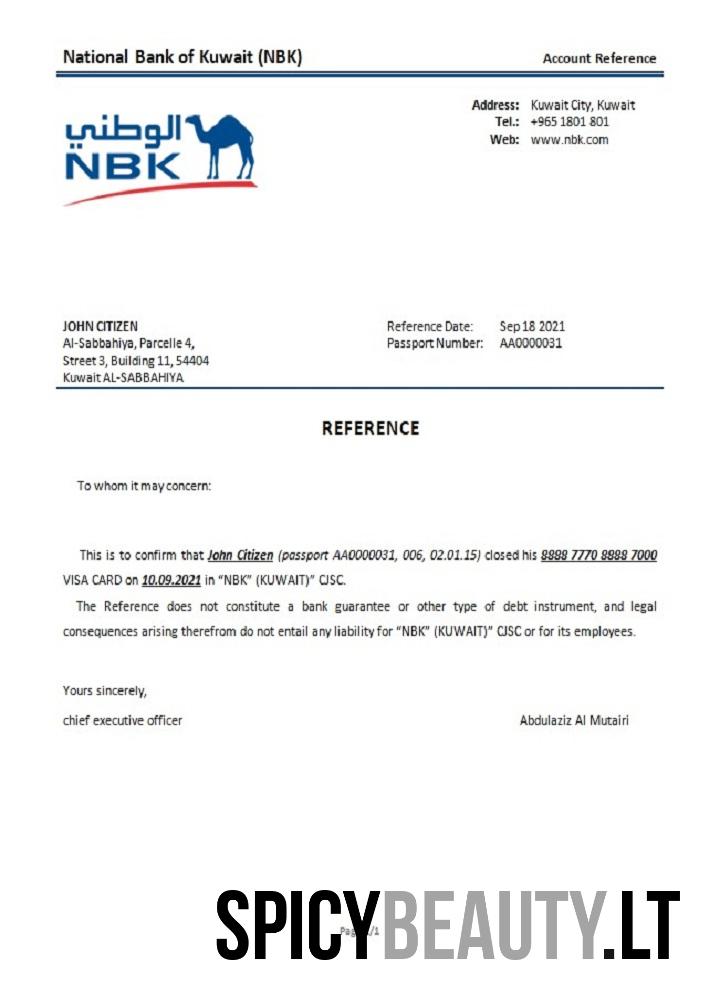 National Bank of Kuwait (NBK) Account Reference
Address: Kuwait City, Kuwait
Tel.: +965 1801 801
Web: www.nbk.com
الوطني
NBK
JOHN CITIZEN
Al-Sabbahiya, Parcelle 4,
Street 3, Building 11, 54404
Kuwait AL-SABBAHIYA
Reference Date: Sep 18 2021
Passport Number: AA0000031
REFERENCE
To whom it may concern:
This is to confirm that John Citizen (passport AA0000031, 006, 02.01.15) closed his 8888 7770 8888 7000
VISA CARD on 10.09.2021 in “NBK” (KUWAIT)” CJSC.
The Reference does not constitute a bank guarantee or other type of debt instrument, and legal
consequences arising therefrom do not entail any liability for “NBK” (KUWAIT)” CJSC or for its employees.
Yours sincerely,
chief executive officer Abdulaziz Al Mutairi
SPICYBEAUTY.LT